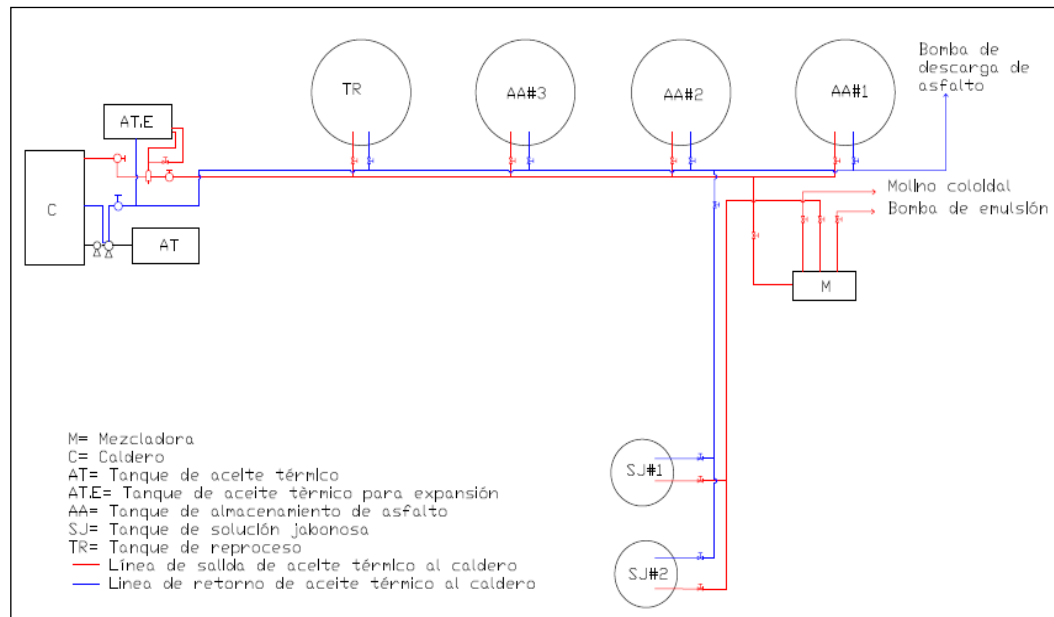 Bomba de
descarga de
asfalto
TR
AA#3
AA#2
AA#1
AT.E
C
AT
Molino cololdal
Bomba de emulsión
M
SJ#1
SJ#2
M= Mezcladora
C= Caldero
AT= Tanque de aceite térmico
AT.E= Tanque de aceite tèrmico para expansión
AA= Tanque de almacenamiento de asfalto
SJ= Tanque de solución jabonosa
TR= Tanque de reproceso
Línea de salida de aceite térmico al caldero
Linea de retorno de aceite térmico al caldero